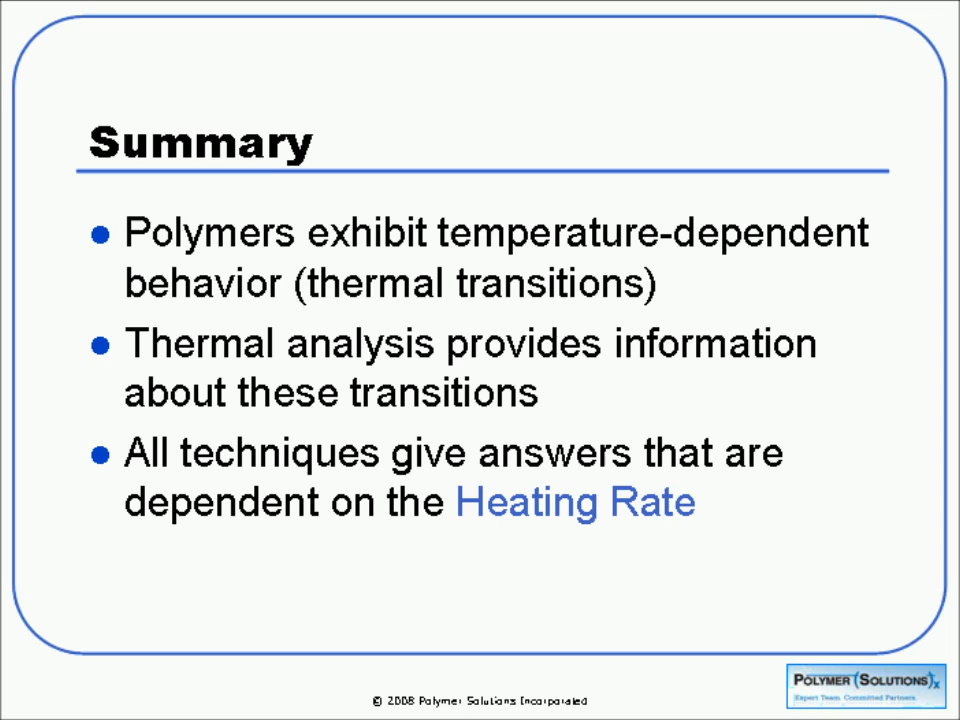 Summary
Polymers exhibit temperature-dependent
behavior (thermal transitions)
Thermal analysis provides information
about these transitions
All techniques give answers that are
dependent on the Heating Rate
© 2008 Polymer Solutions Incorporated
POLYMER (SOLUTIONS)x
Expert Team. Committed Partners.